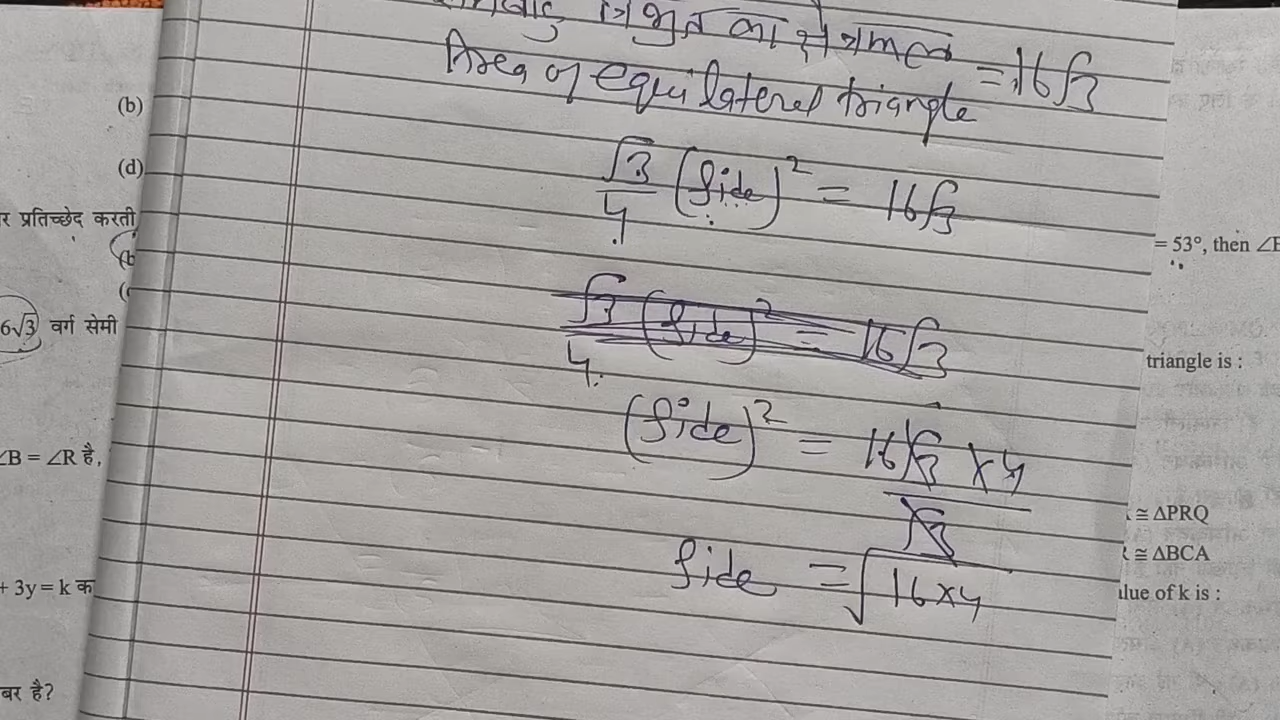 त्रिभुज का क्षेत्रफल
Area of equilateral triangle = 16√3
√3/4 (Side)² = 16√3
√3/4 (Side)² = 16√3
(Side)² = 16√3 × 4 / √3
Side = √16×4
(b)
(d)
र प्रतिच्छेद करती
(b
(
6√3 वर्ग सेमी
∠B = ∠R है,
+ 3y = k क
बर है?
= 53°, then ∠
triangle is :
≅ ΔPRQ
≅ ΔBCA
alue of k is :